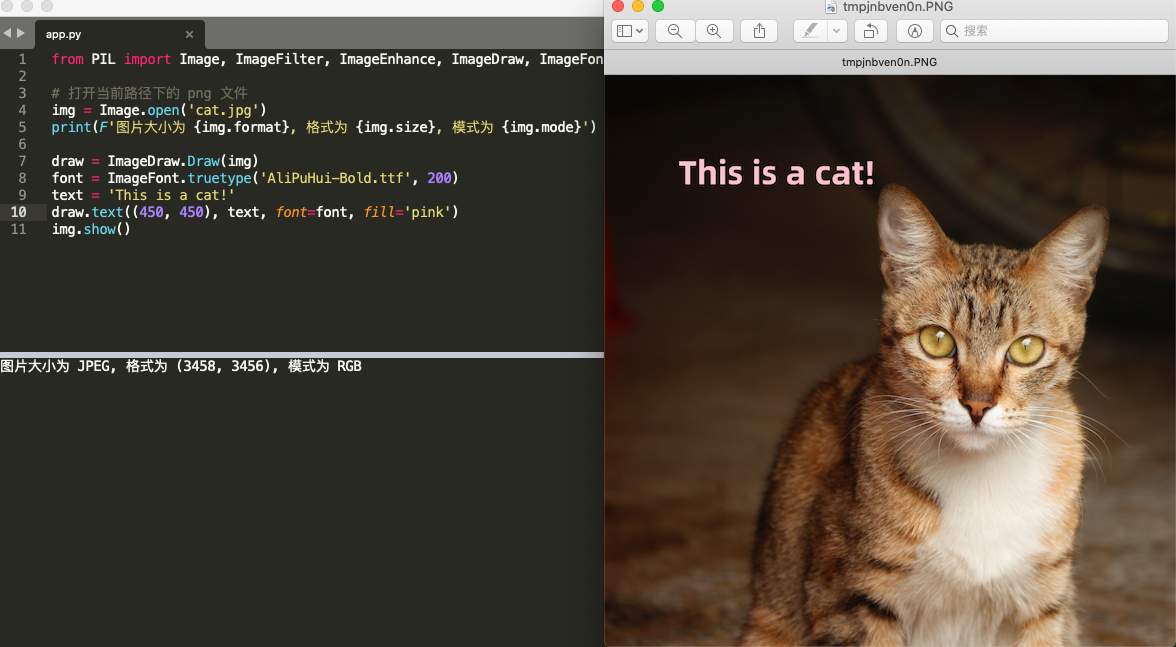 app.py
1 from PIL import Image, ImageFilter, ImageEnhance, ImageDraw, ImageFon
2
3 # 打开当前路径下的 png 文件
4 img = Image.open('cat.jpg')
5 print(F'图片大小为 {img.format}, 格式为 {img.size}, 模式为 {img.mode}')
6
7 draw = ImageDraw.Draw(img)
8 font = ImageFont.truetype('AliPuHui-Bold.ttf', 200)
9 text = 'This is a cat!'
10 draw.text((450, 450), text, font=font, fill='pink')
11 img.show()
图片大小为 JPEG, 格式为 (3458, 3456), 模式为 RGB
tmpjnbven0n.PNG
搜索
tmpjnbven0n.PNG
This is a cat!